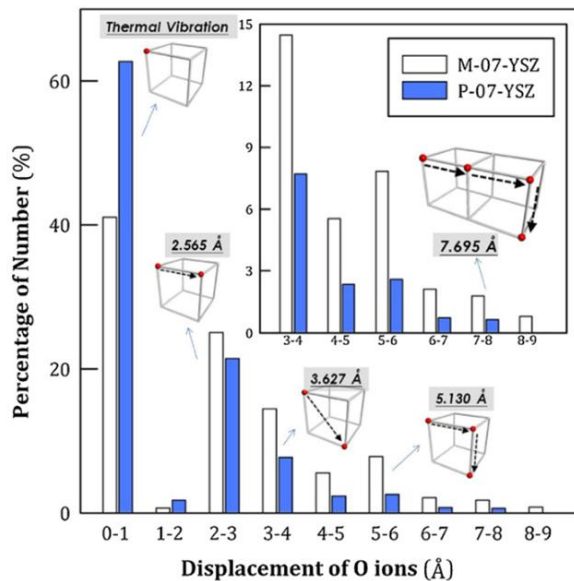 Thermal Vibration
15
12
9
6
3
0
3-4 4-5 5-6 6-7 7-8 8-9
M-07-YSZ
P-07-YSZ
7.695 Å
2.565 Å
3.627 Å
5.130 Å
60
40
20
0
Percentage of Number (%)
0-1 1-2 2-3 3-4 4-5 5-6 6-7 7-8 8-9
Displacement of O ions (Å)